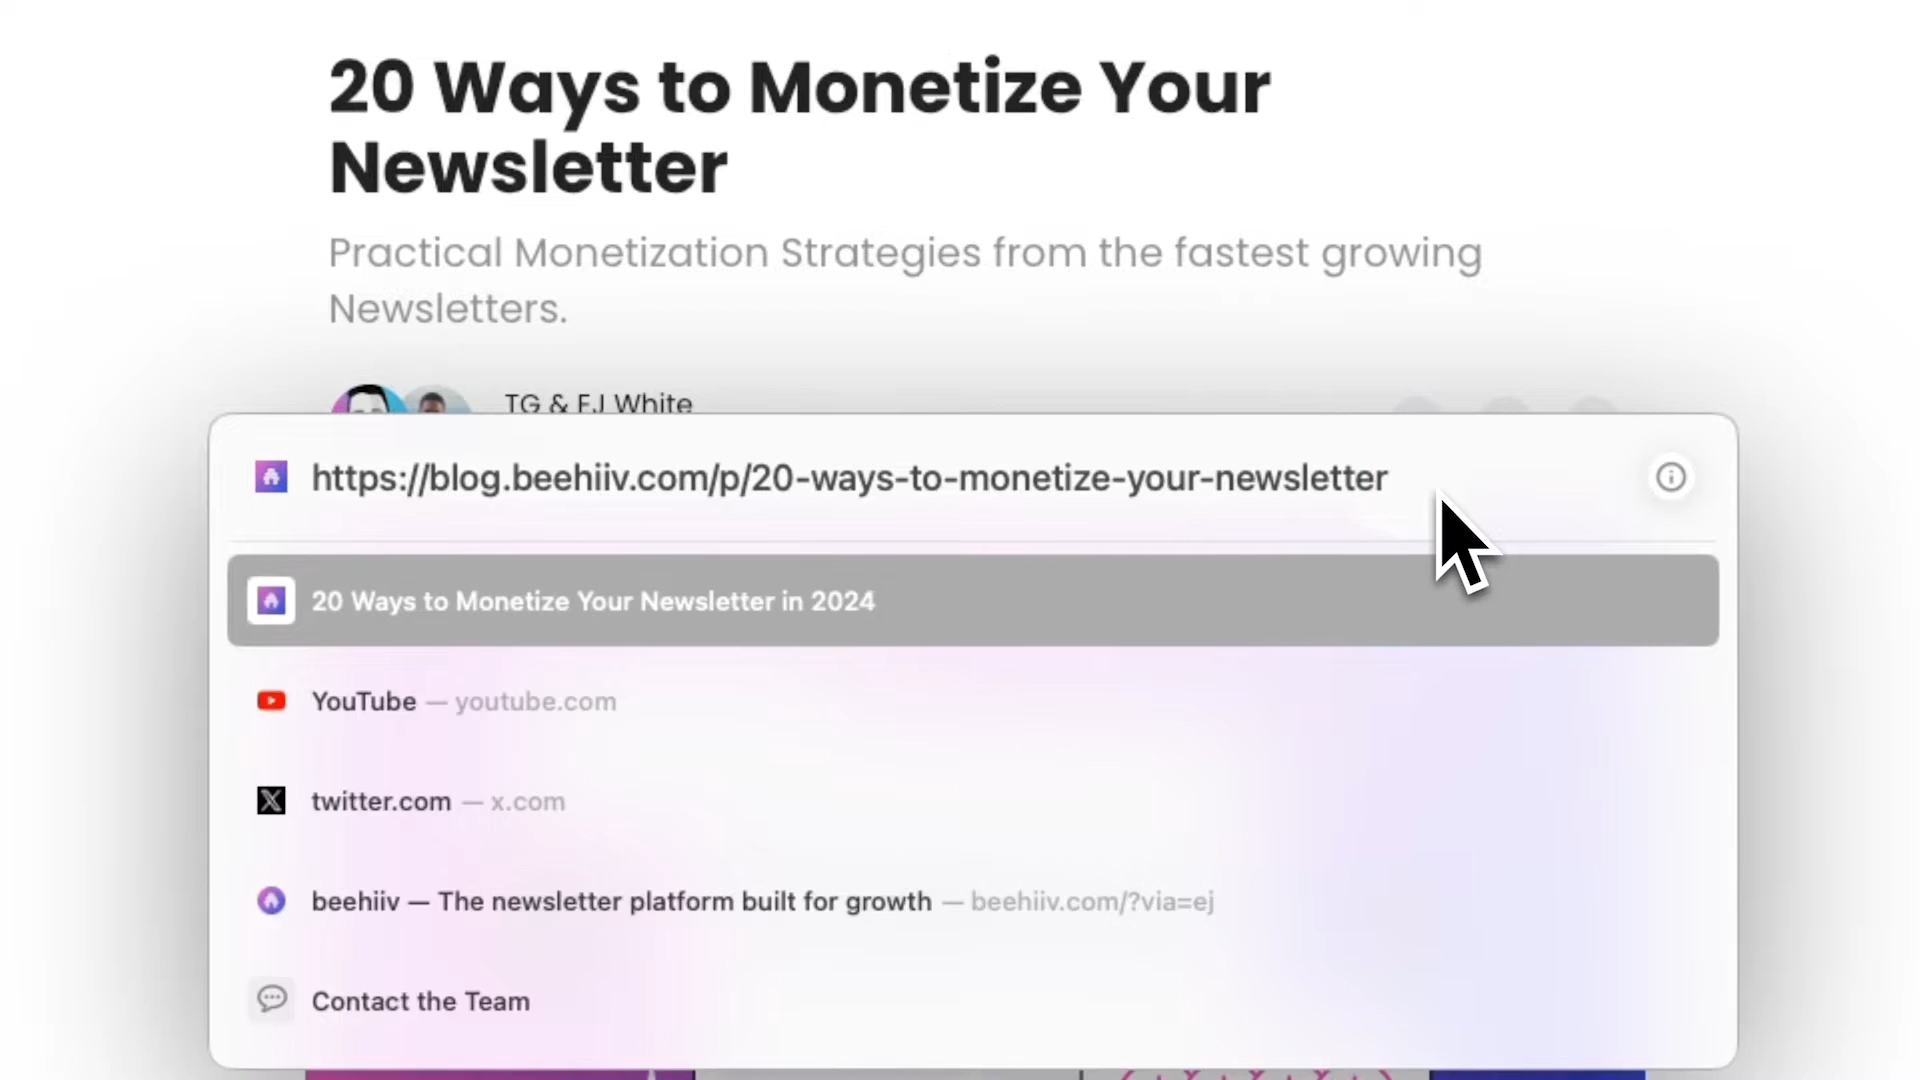 20 Ways to Monetize Your
Newsletter
Practical Monetization Strategies from the fastest growing
Newsletters.
TG & EJ White
https://blog.beehiiv.com/p/20-ways-to-monetize-your-newsletter
20 Ways to Monetize Your Newsletter in 2024
YouTube — youtube.com
twitter.com — x.com
beehiiv — The newsletter platform built for growth — beehiiv.com/?via=ej
Contact the Team